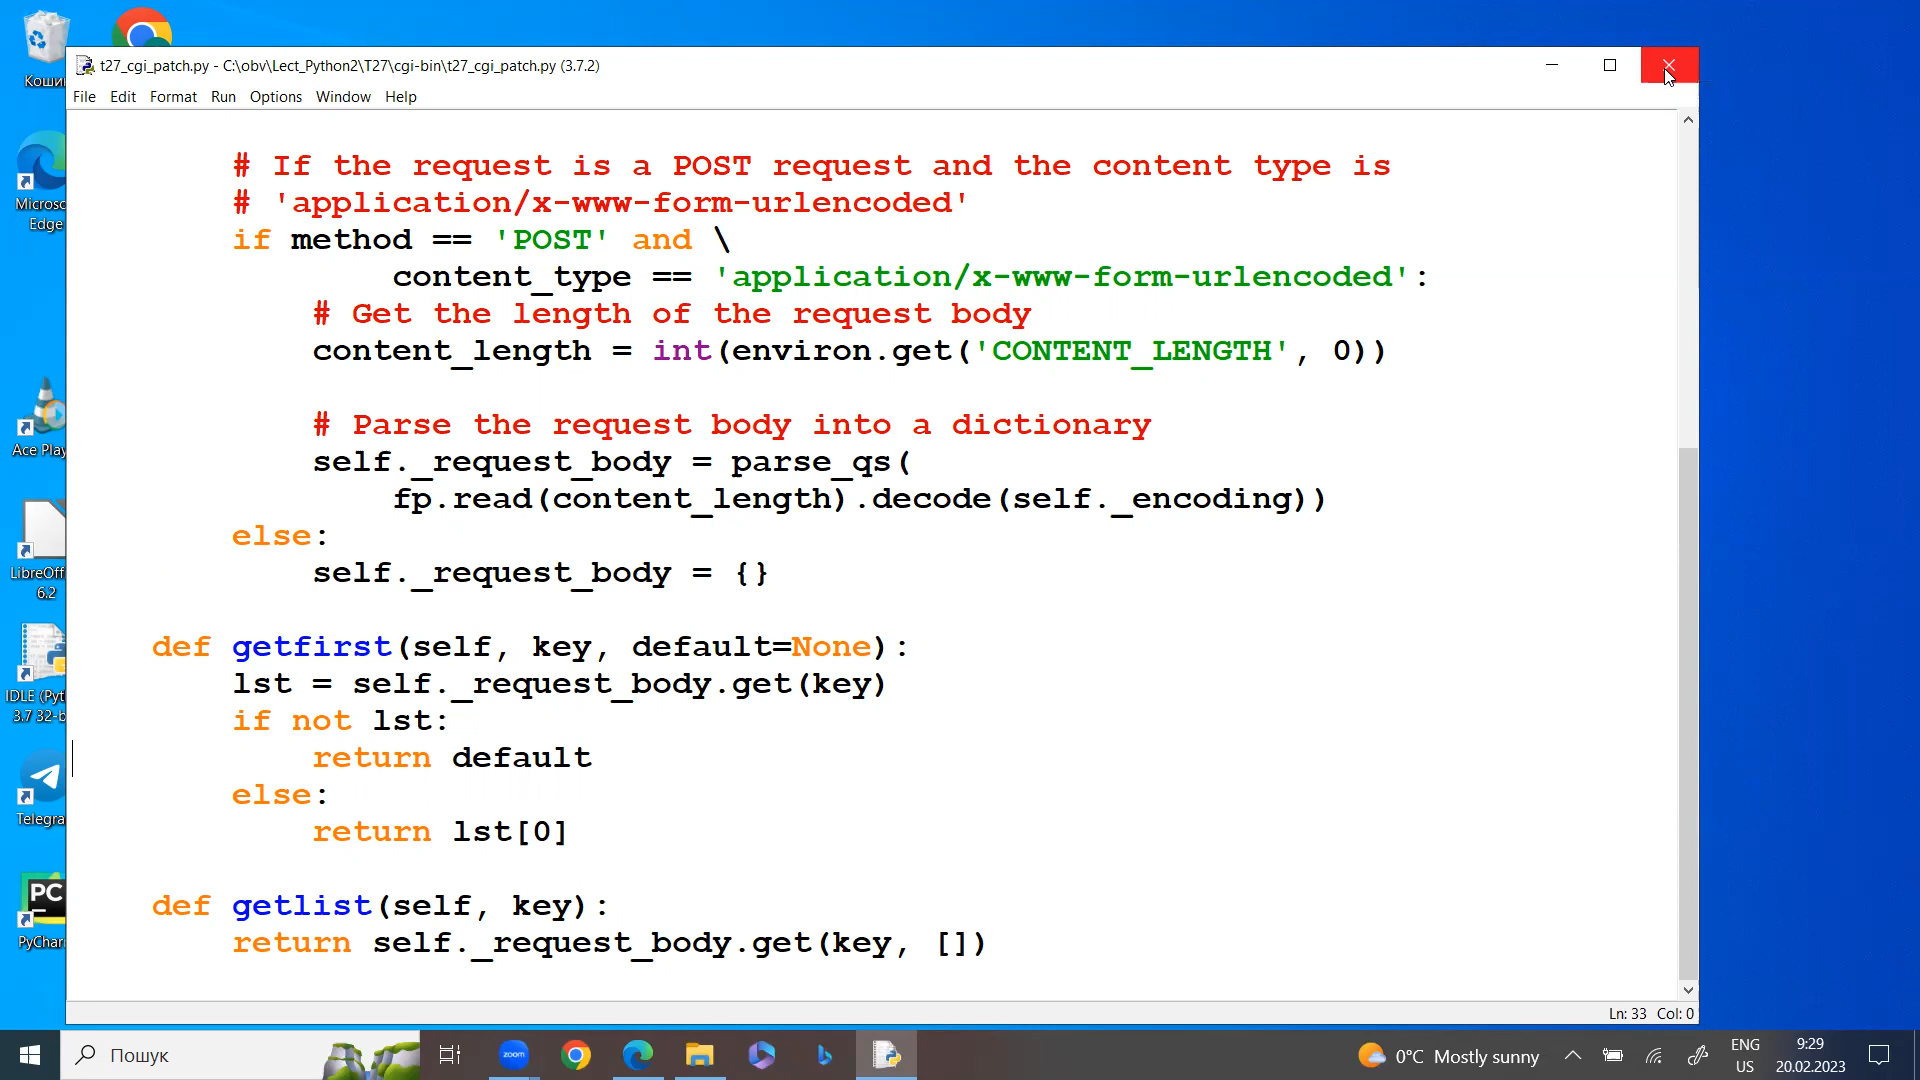 Кошик
t27_cgi_patch.py - C:\obv\Lect_Python2\T27\cgi-bin\t27_cgi_patch.py (3.7.2)
File Edit Format Run Options Window Help
# If the request is a POST request and the content type is
# 'application/x-www-form-urlencoded'
if method == 'POST' and \
content_type == 'application/x-www-form-urlencoded':
# Get the length of the request body
content_length = int(environ.get('CONTENT_LENGTH', 0))
# Parse the request body into a dictionary
self._request_body = parse_qs(
fp.read(content_length).decode(self._encoding))
else:
self._request_body = {}
def getfirst(self, key, default=None):
lst = self._request_body.get(key)
if not lst:
return default
else:
return lst[0]
def getlist(self, key):
return self._request_body.get(key, [])
Microsc
Edge
Ace Play
LibreOff
6.2
IDLE (Pyt
3.7 32-b
Telegra
PC
PyChar
Ln: 33 Col: 0
Пошук
zoom
0°C Mostly sunny
ENG
US
9:29
20.02.2023